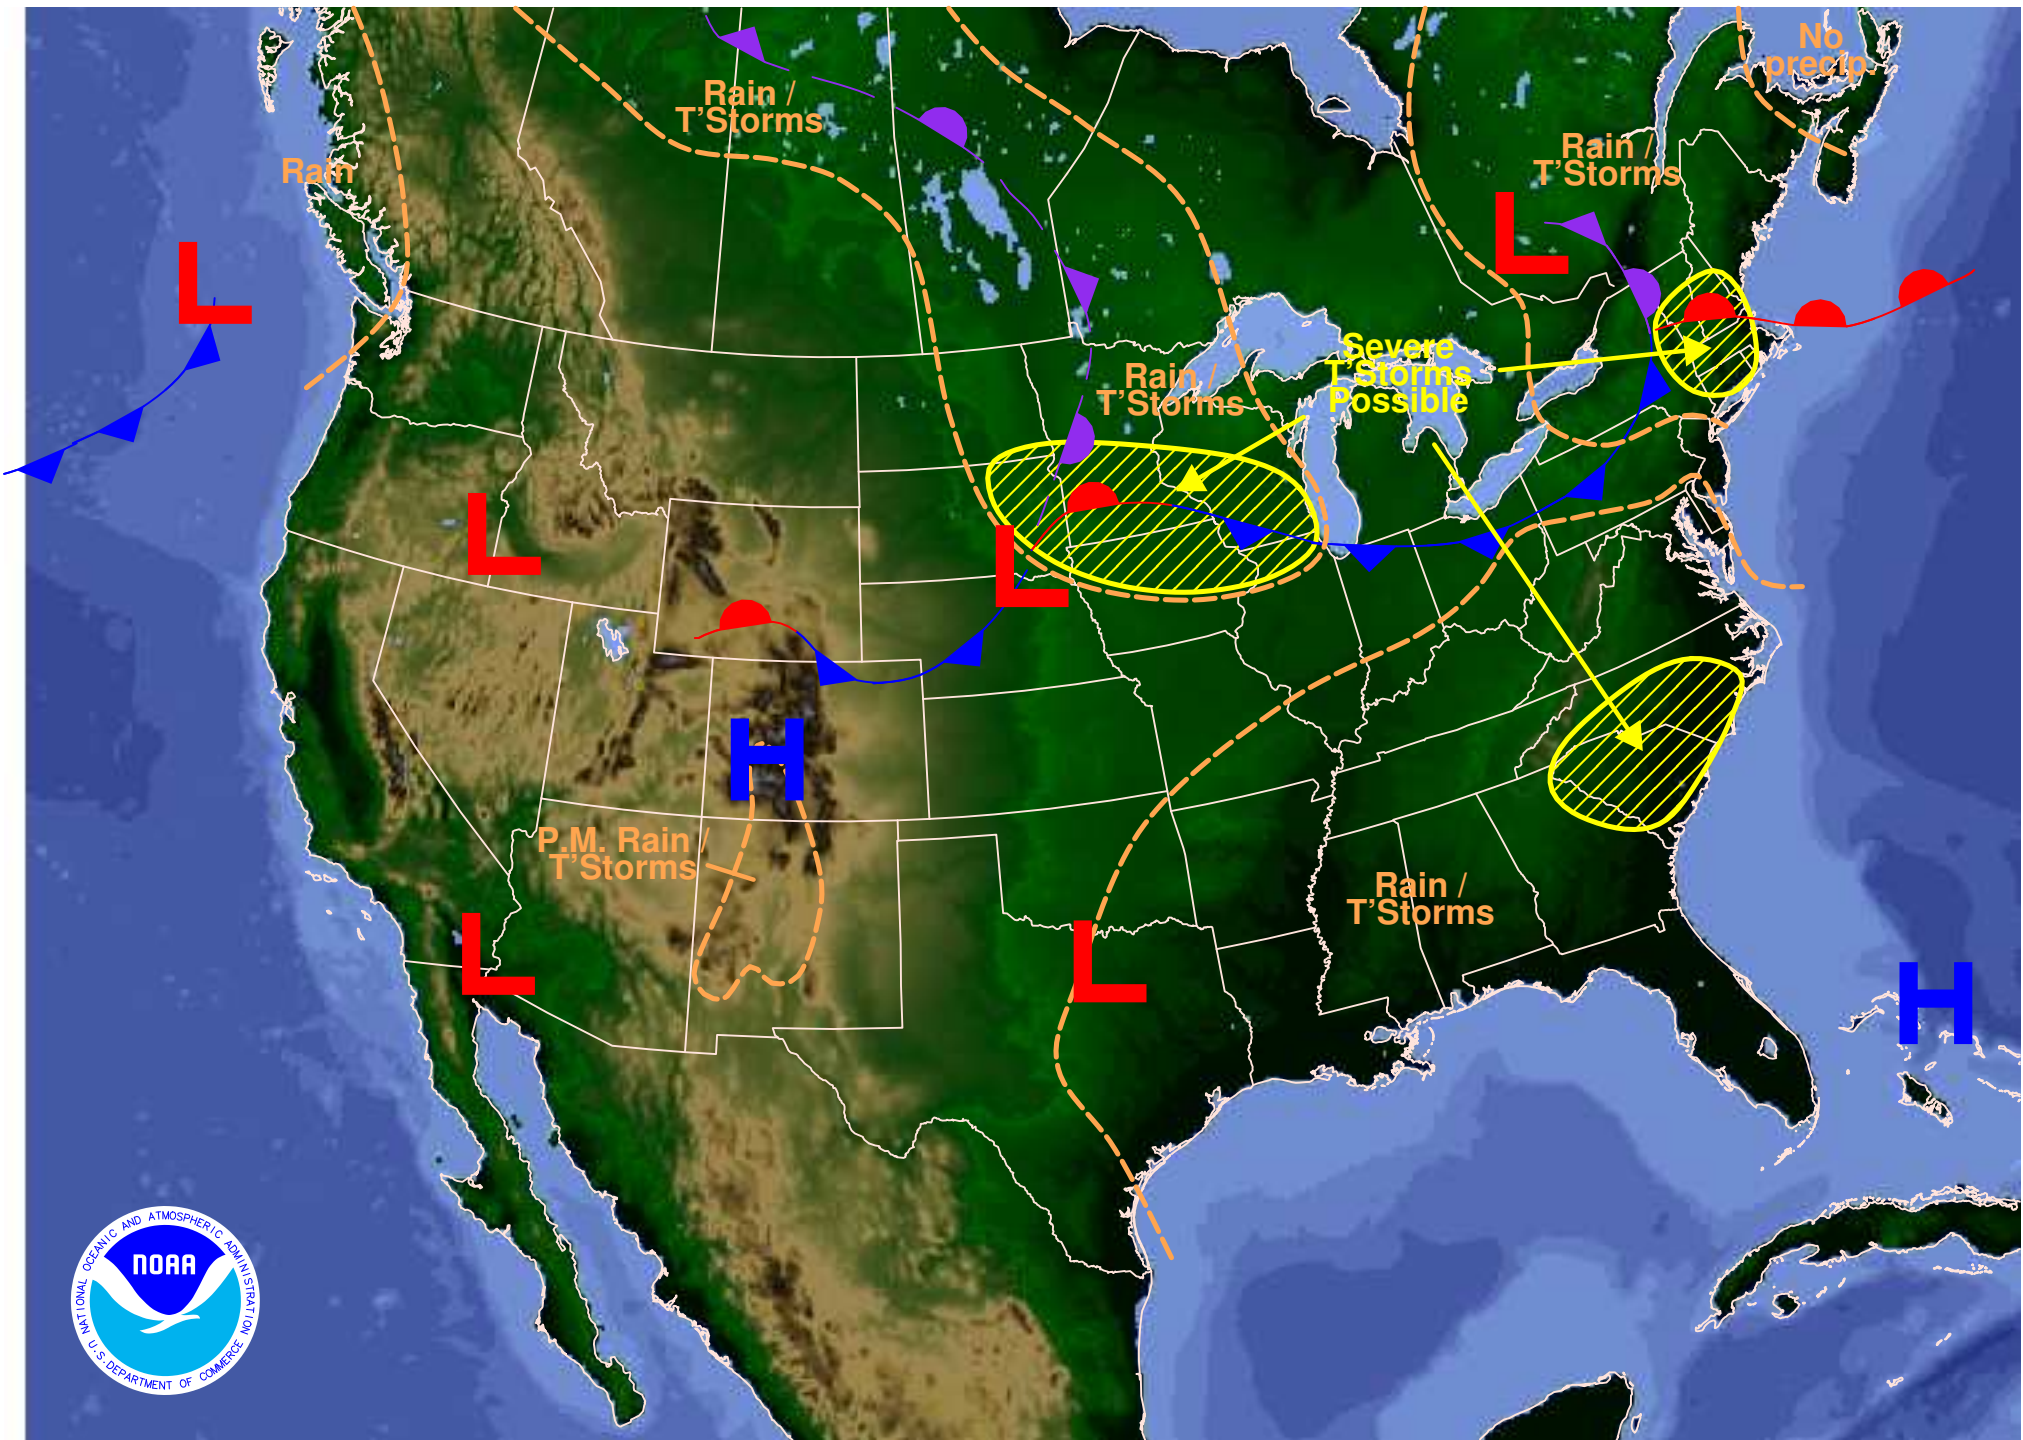 No
precip.
Rain /
T'Storms
Rain /
T'Storms
Rain
L
L
Severe
T'Storms
Possible
Rain /
T'Storms
L
L
H
P.M. Rain /
T'Storms
Rain /
T'Storms
L
L
H
NATIONAL OCEANIC AND ATMOSPHERIC ADMINISTRATION
NOAA
U.S. DEPARTMENT OF COMMERCE